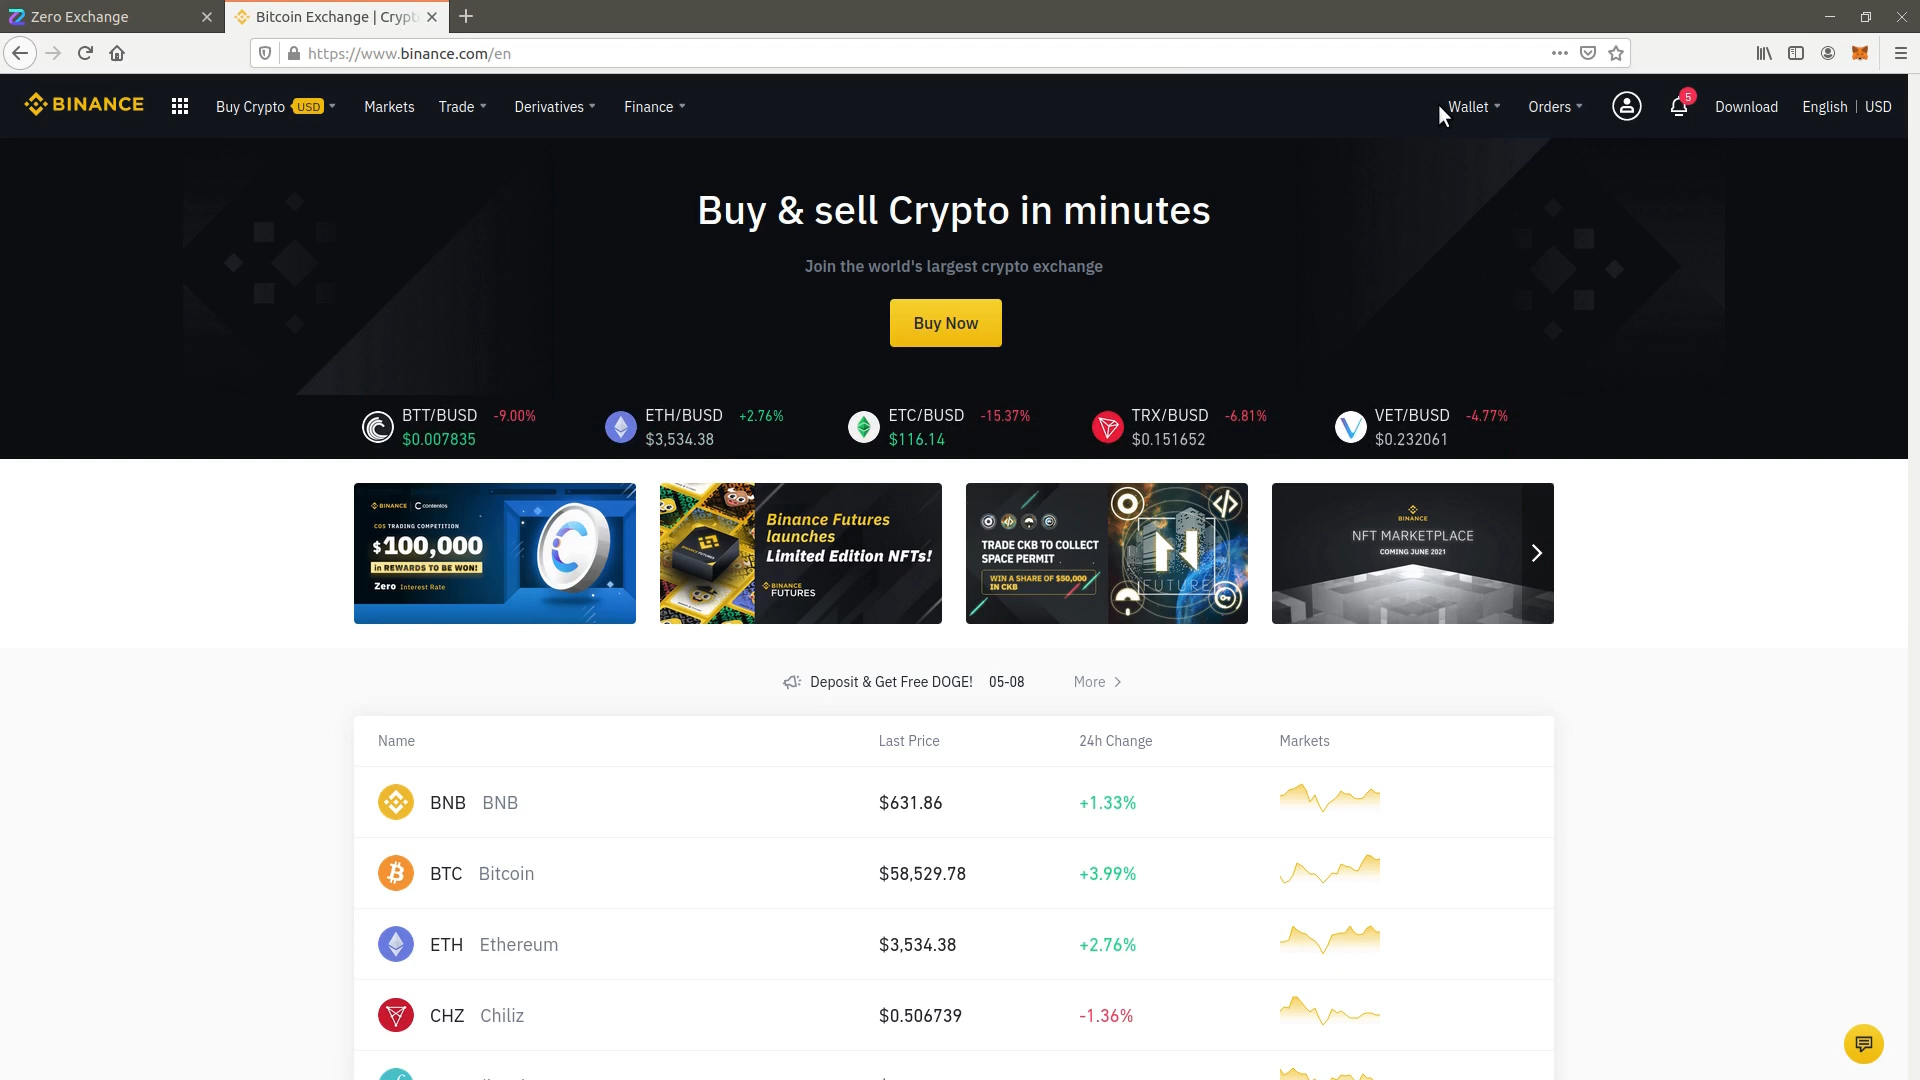 Zero Exchange
Bitcoin Exchange | Crypto
https://www.binance.com/en
BINANCE
Buy Crypto USD
Markets
Trade
Derivatives
Finance
Wallet
Orders
5
Download
English | USD
Buy & sell Crypto in minutes
Join the world's largest crypto exchange
Buy Now
BTT/BUSD -9.00%
$0.007835
ETH/BUSD +2.76%
$3,534.38
ETC/BUSD -15.37%
$116.14
TRX/BUSD -6.81%
$0.151652
VET/BUSD -4.77%
$0.232061
BINANCE | contentos
COS TRADING COMPETITION
$100,000
in REWARDS TO BE WON!
Zero Interest Rate
Binance Futures
launches
Limited Edition NFTs!
BINANCE
FUTURES
TRADE CKB TO COLLECT
SPACE PERMIT
WIN A SHARE OF $50,000
IN CKB
FUTURE
BINANCE
NFT MARKETPLACE
COMING JUNE 2021
Deposit & Get Free DOGE! 05-08
More
Name
Last Price
24h Change
Markets
BNB BNB
$631.86
+1.33%
BTC Bitcoin
$58,529.78
+3.99%
ETH Ethereum
$3,534.38
+2.76%
CHZ Chiliz
$0.506739
-1.36%